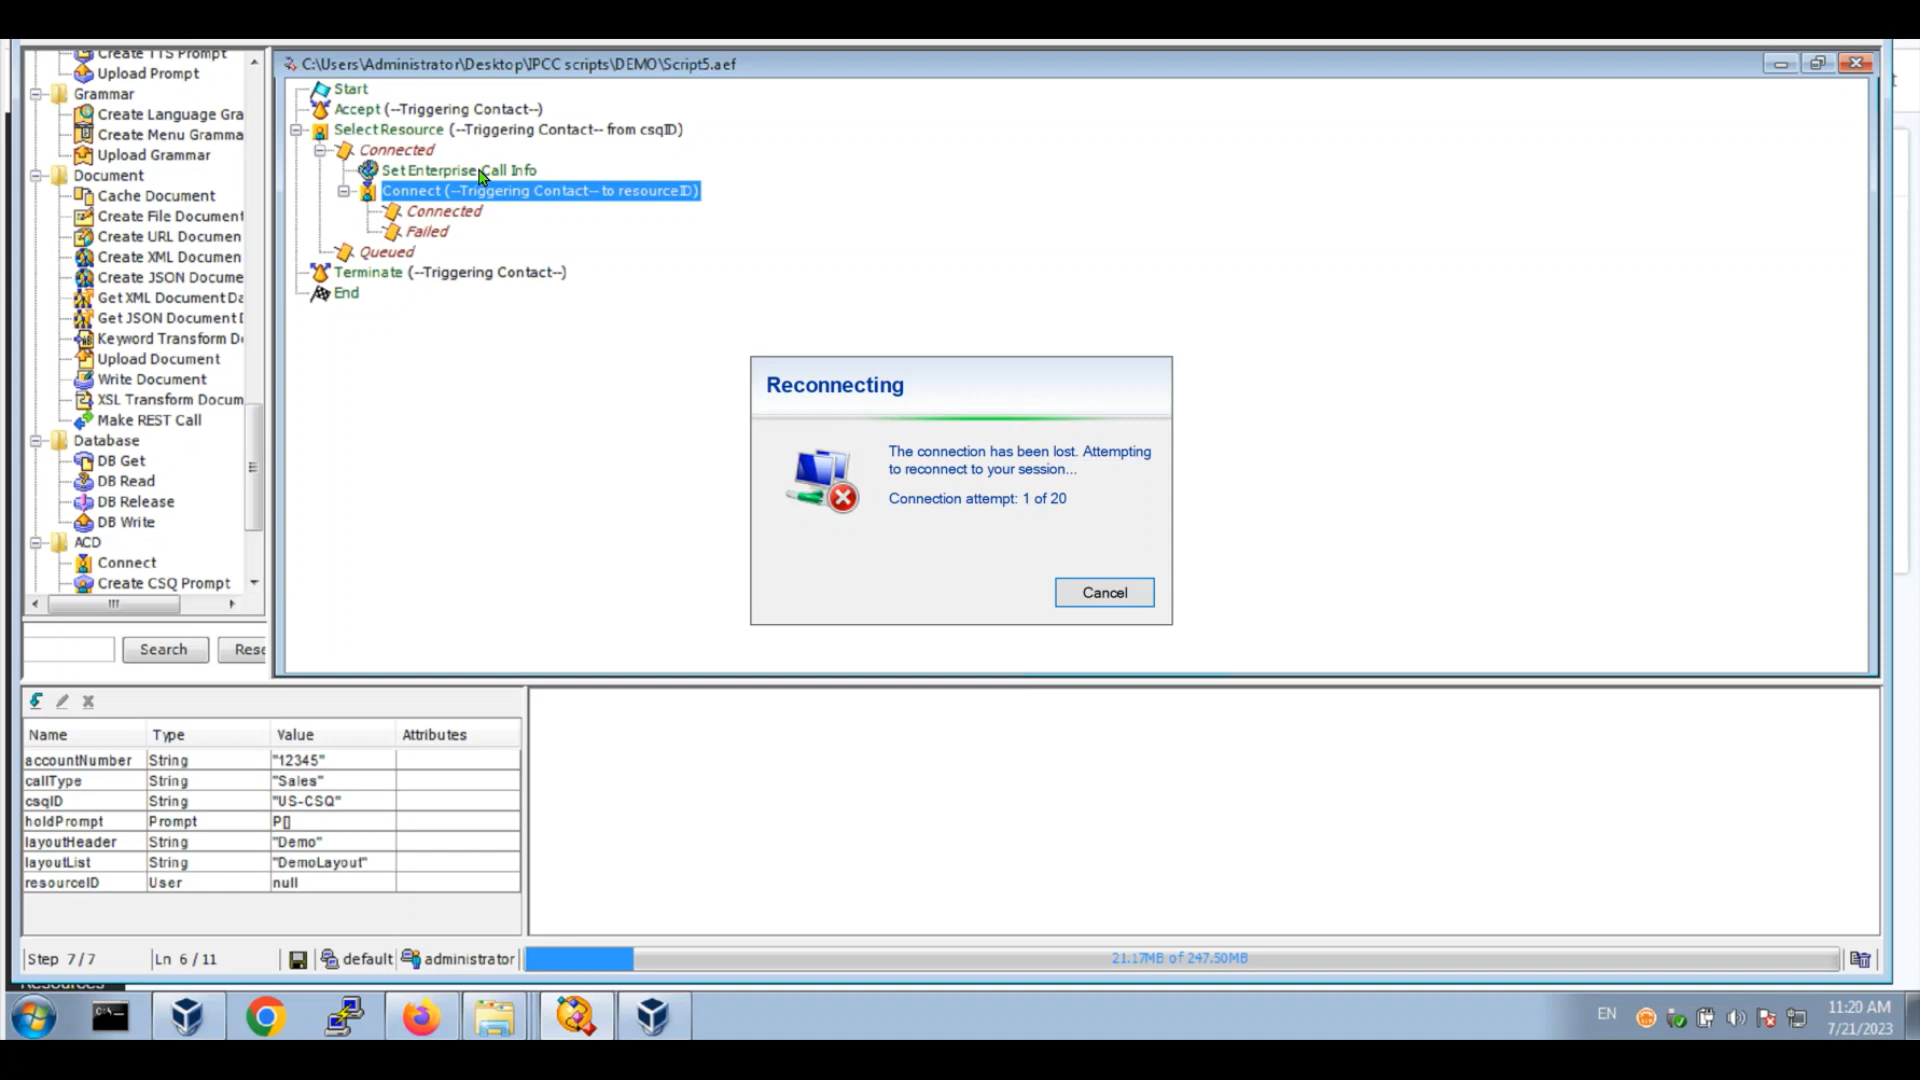 Create TTS Prompt
Upload Prompt
Grammar
Create Language Gra
Create Menu Gramma
Upload Grammar
Document
Cache Document
Create File Document
Create URL Documen
Create XML Documen
Create JSON Docume
Get XML Document Da
Get JSON Document D
Keyword Transform Do
Upload Document
Write Document
XSL Transform Docum
Make REST Call
Database
DB Get
DB Read
DB Release
DB Write
ACD
Connect
Create CSQ Prompt
Search
Rese
C:\Users\Administrator\Desktop\IPCC scripts\DEMO\Script5.aef
Start
Accept (--Triggering Contact--)
Select Resource (--Triggering Contact-- from csqID)
Connected
Set Enterprise Call Info
Connect (--Triggering Contact-- to resourceID)
Connected
Failed
Queued
Terminate (--Triggering Contact--)
End
Reconnecting
The connection has been lost. Attempting
to reconnect to your session...
Connection attempt: 1 of 20
Cancel
Name Type Value Attributes
accountNumber String "12345"
callType String "Sales"
csqID String "US-CSQ"
holdPrompt Prompt P[]
layoutHeader String "Demo"
layoutList String "DemoLayout"
resourceID User null
Step 7/7 Ln 6/11 default administrator 21.17MB of 247.50MB
Resources
EN
11:20 AM
7/21/2023